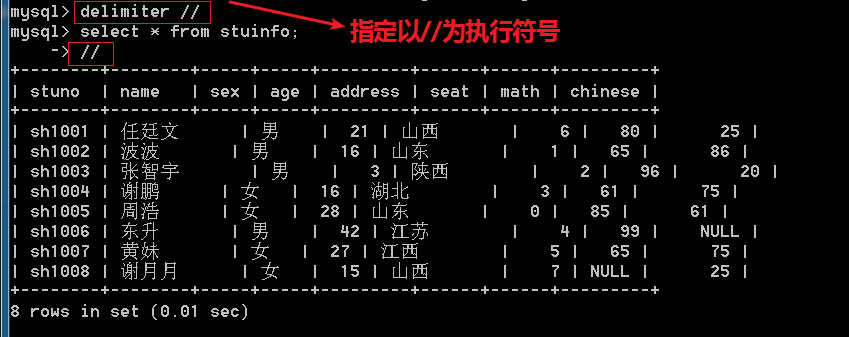 mysql> delimiter //
mysql> select * from stuinfo;
指定以//为执行符号
-> //
+--------+--------+-----+-----+---------+------+------+---------+
| stuno | name | sex | age | address | seat | math | chinese |
+--------+--------+-----+-----+---------+------+------+---------+
| sh1001 | 任廷文 | 男 | 21 | 山西 | 6 | 80 | 25 |
| sh1002 | 波波 | 男 | 16 | 山东 | 1 | 65 | 86 |
| sh1003 | 张智宇 | 男 | 3 | 陕西 | 2 | 96 | 20 |
| sh1004 | 谢鹏 | 女 | 16 | 湖北 | 3 | 61 | 75 |
| sh1005 | 周浩 | 女 | 28 | 山东 | 0 | 85 | 61 |
| sh1006 | 东升 | 男 | 42 | 江苏 | 4 | 99 | NULL |
| sh1007 | 黄妹 | 女 | 27 | 江西 | 5 | 65 | 75 |
| sh1008 | 谢月月 | 女 | 15 | 山西 | 7 | NULL | 25 |
+--------+--------+-----+-----+---------+------+------+---------+
8 rows in set (0.01 sec)